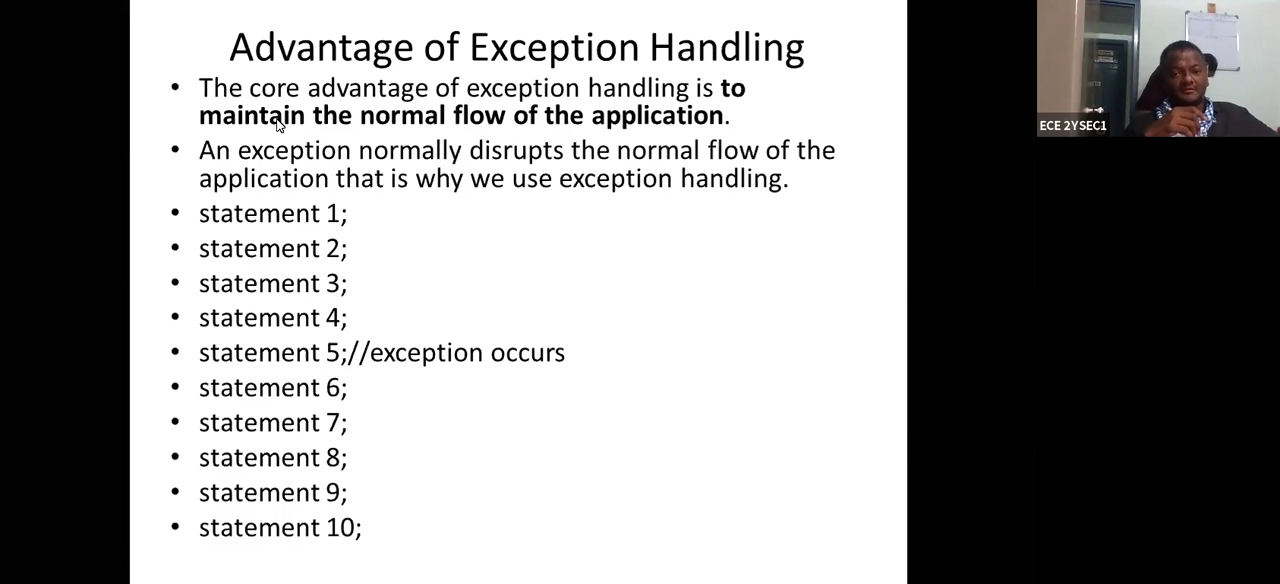 Advantage of Exception Handling
• The core advantage of exception handling is to
maintain the normal flow of the application.
• An exception normally disrupts the normal flow of the
application that is why we use exception handling.
• statement 1;
• statement 2;
• statement 3;
• statement 4;
• statement 5;//exception occurs
• statement 6;
• statement 7;
• statement 8;
• statement 9;
• statement 10;
ECE 2YSEC1